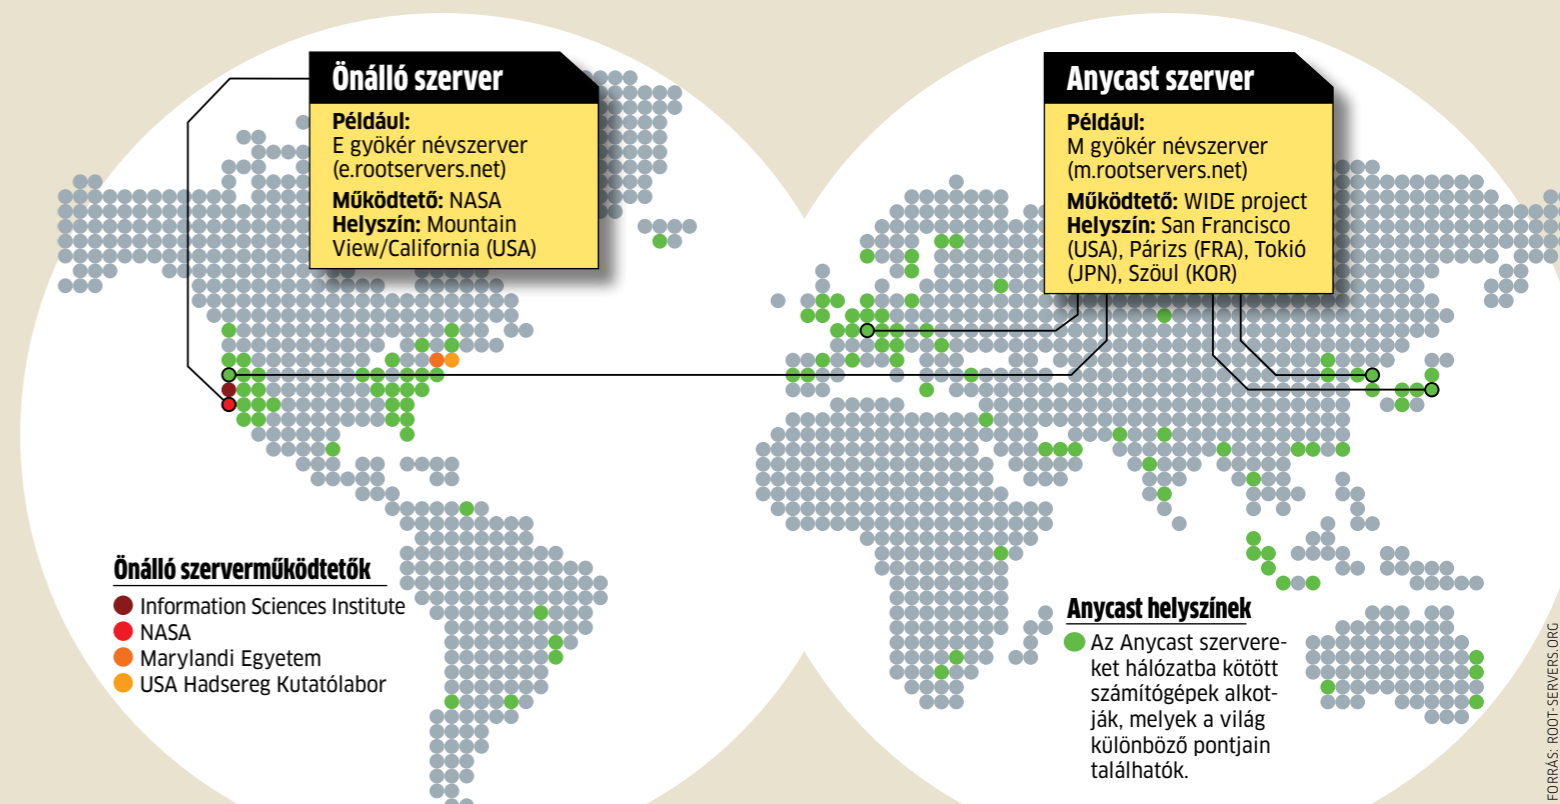 Önálló szerver
Például:
E gyökér névszerver
(e.rootservers.net)
Működtető: NASA
Helyszín: Mountain
View/California (USA)
Anycast szerver
Például:
M gyökér névszerver
(m.rootservers.net)
Működtető: WIDE project
Helyszín: San Francisco
(USA), Párizs (FRA), Tokió
(JPN), Szöul (KOR)
Önálló szerverműködtetők
Information Sciences Institute
NASA
Marylandi Egyetem
USA Hadsereg Kutatólabor
Anycast helyszínek
Az Anycast szervere-
ket hálózatba kötött
számítógépek alkot-
ják, melyek a világ
különböző pontjain
találhatók.
FORRÁS: ROOT-SERVERS.ORG